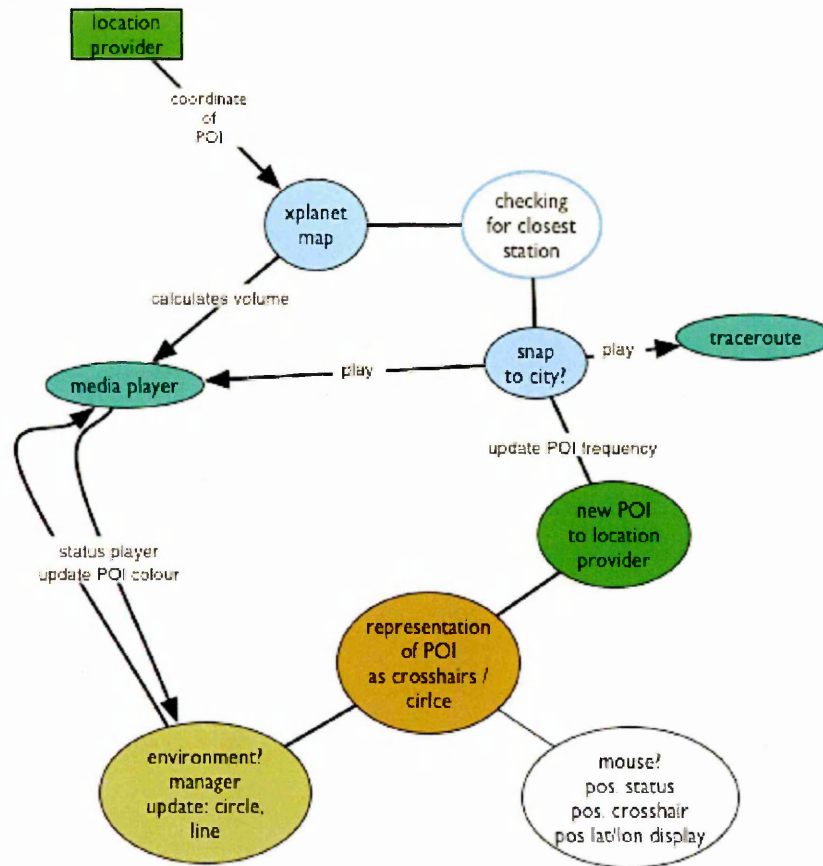 location
provider
coordinate
of
POI
xplanet
map
checking
for closest
station
calculates volume
media player
play
snap
to city?
play
traceroute
update POI frequency
new POI
to location
provider
status player
update POI colour
representation
of POI
as crosshairs /
cirlce
environment?
manager
update: circle,
line
mouse?
pos. status
pos. crosshair
pos lat/lon display